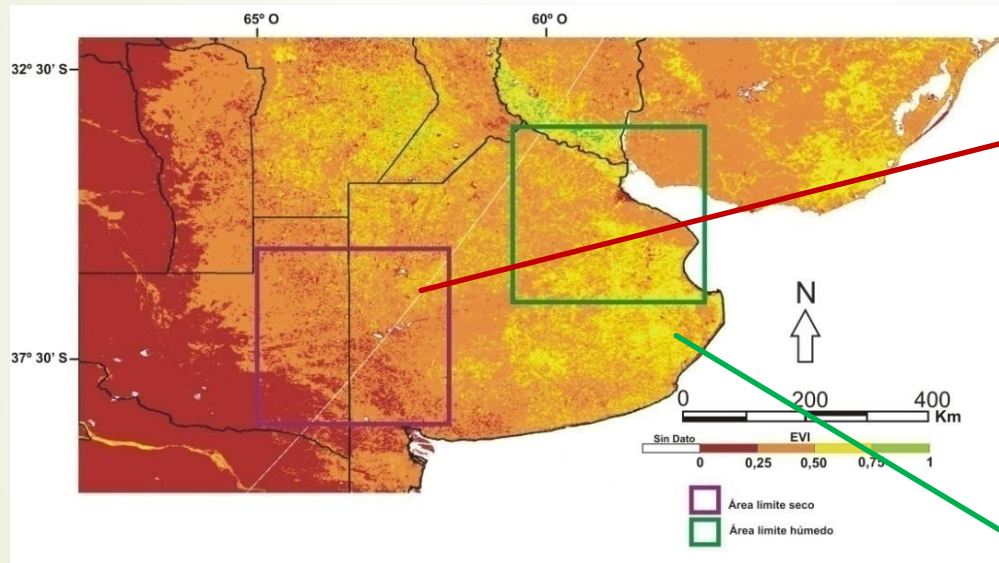 65º O 60º O
32º 30' S
37º 30' S
N
0 200 400
Km
Sin Dato EVI
0 0,25 0,50 0,75 1
Área límite seco
Área límite húmedo